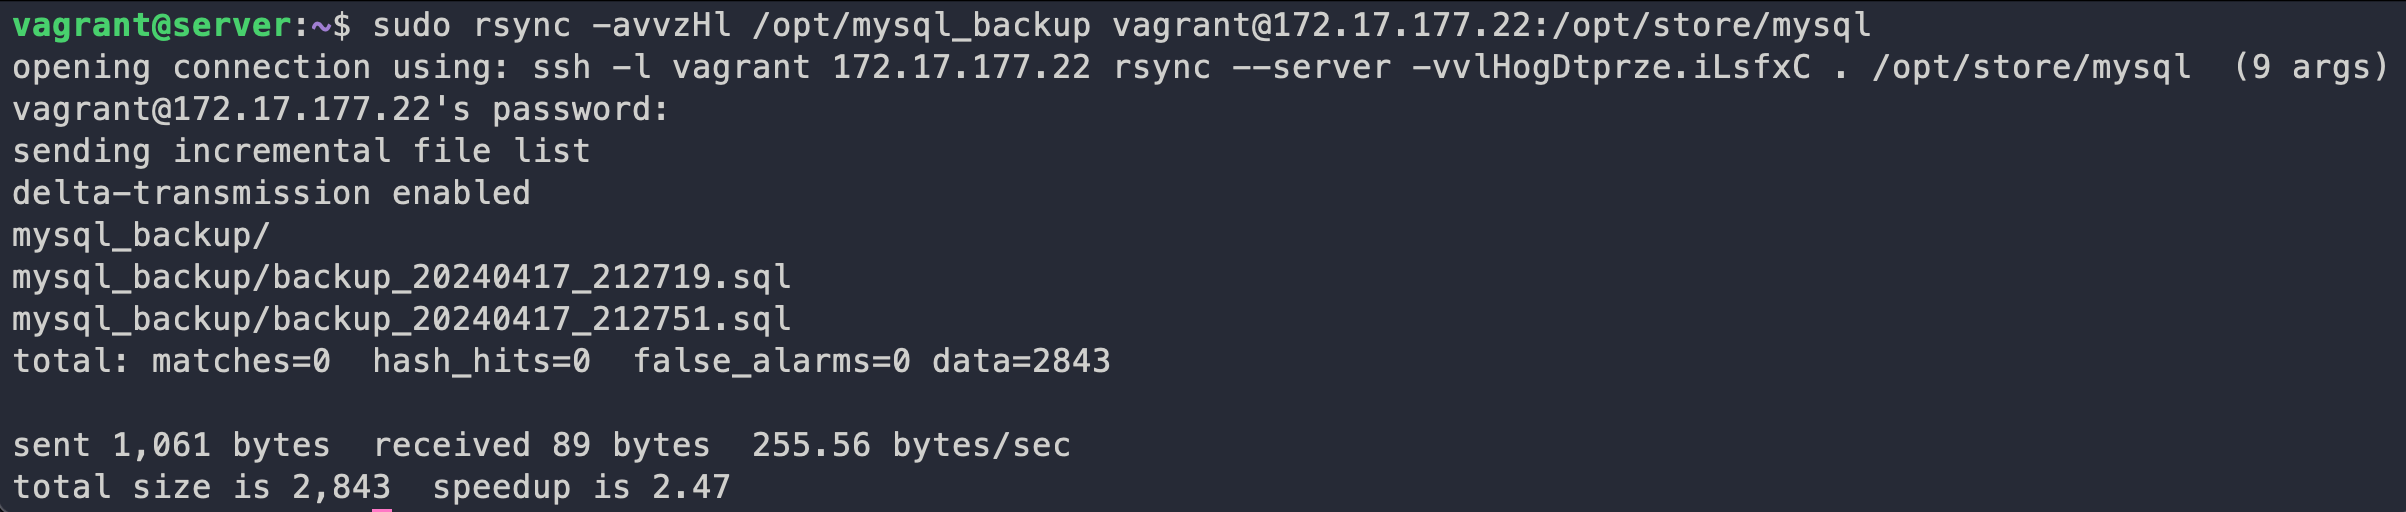 vagrant@server:~$ sudo rsync -avvzHl /opt/mysql_backup vagrant@172.17.177.22:/opt/store/mysql
opening connection using: ssh -l vagrant 172.17.177.22 rsync --server -vvlHogDtprze.iLsfxC . /opt/store/mysql  (9 args)
vagrant@172.17.177.22's password:
sending incremental file list
delta-transmission enabled
mysql_backup/
mysql_backup/backup_20240417_212719.sql
mysql_backup/backup_20240417_212751.sql
total: matches=0  hash_hits=0  false_alarms=0 data=2843
sent 1,061 bytes  received 89 bytes  255.56 bytes/sec
total size is 2,843  speedup is 2.47